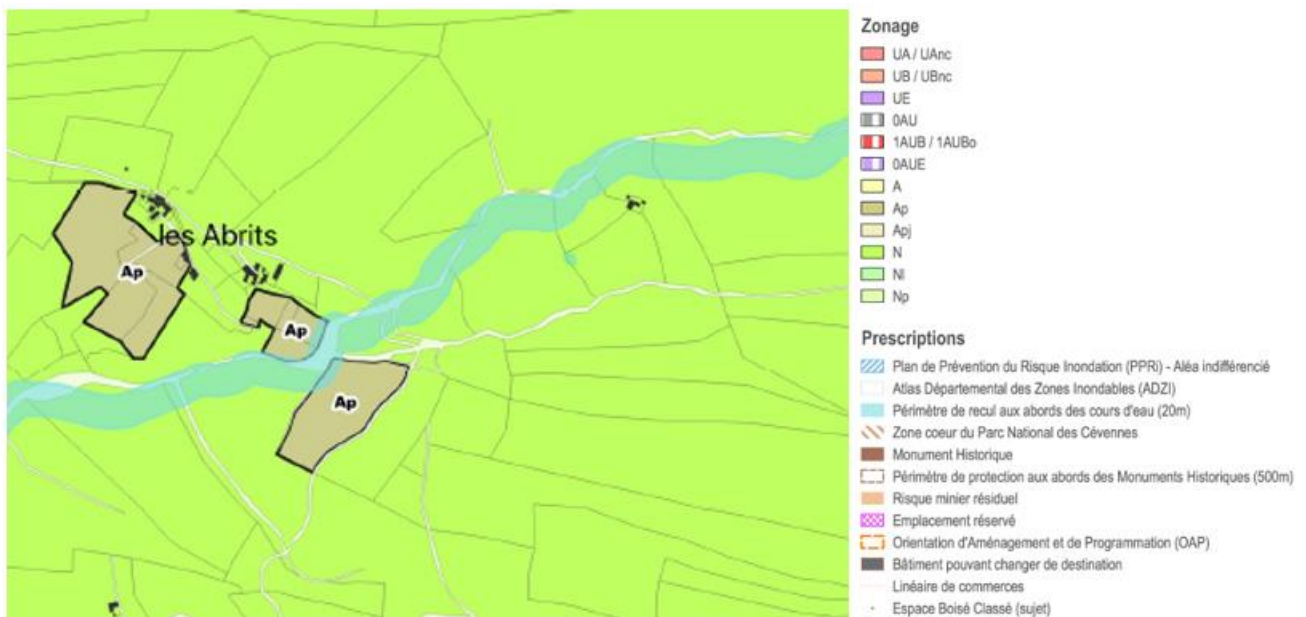 les Abrits
Ap
Ap
Ap
Zonage
UA / UAnc
UB / UBnc
UE
0AU
1AUB / 1AUBo
0AUE
A
Ap
Apj
N
Nl
Np
Prescriptions
Plan de Prévention du Risque Inondation (PPRi) - Aléa indifférencié
Atlas Départemental des Zones Inondables (ADZI)
Périmètre de recul aux abords des cours d'eau (20m)
Zone coeur du Parc National des Cévennes
Monument Historique
Périmètre de protection aux abords des Monuments Historiques (500m)
Risque minier résiduel
Emplacement réservé
Orientation d'Aménagement et de Programmation (OAP)
Bâtiment pouvant changer de destination
Linéaire de commerces
Espace Boisé Classé (sujet)